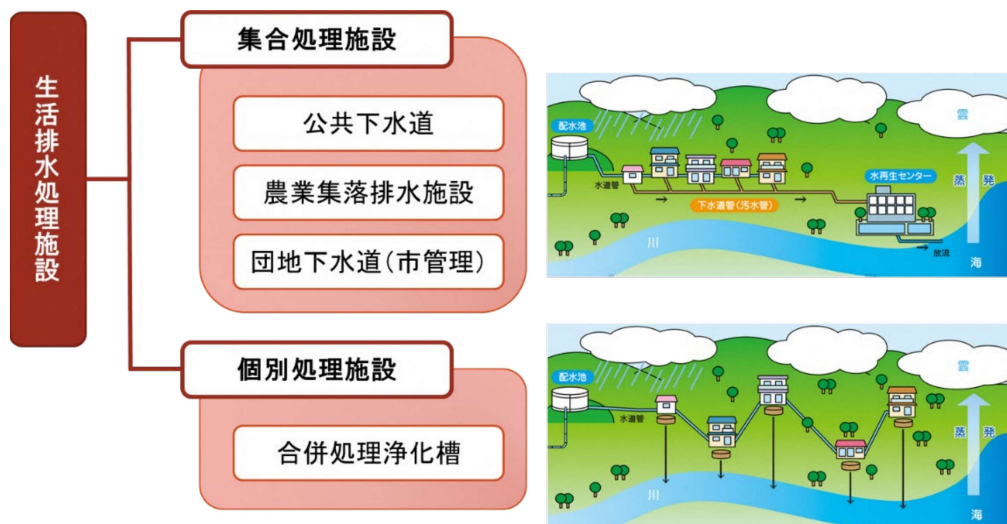 生活排水処理施設
集合処理施設
公共下水道
農業集落排水施設
団地下水道(市管理)
配水池
水道管
下水道管(汚水管)
水再生センター
川
放流
雲
蒸発
海
個別処理施設
合併処理浄化槽
配水池
水道管
川
雲
蒸発
海